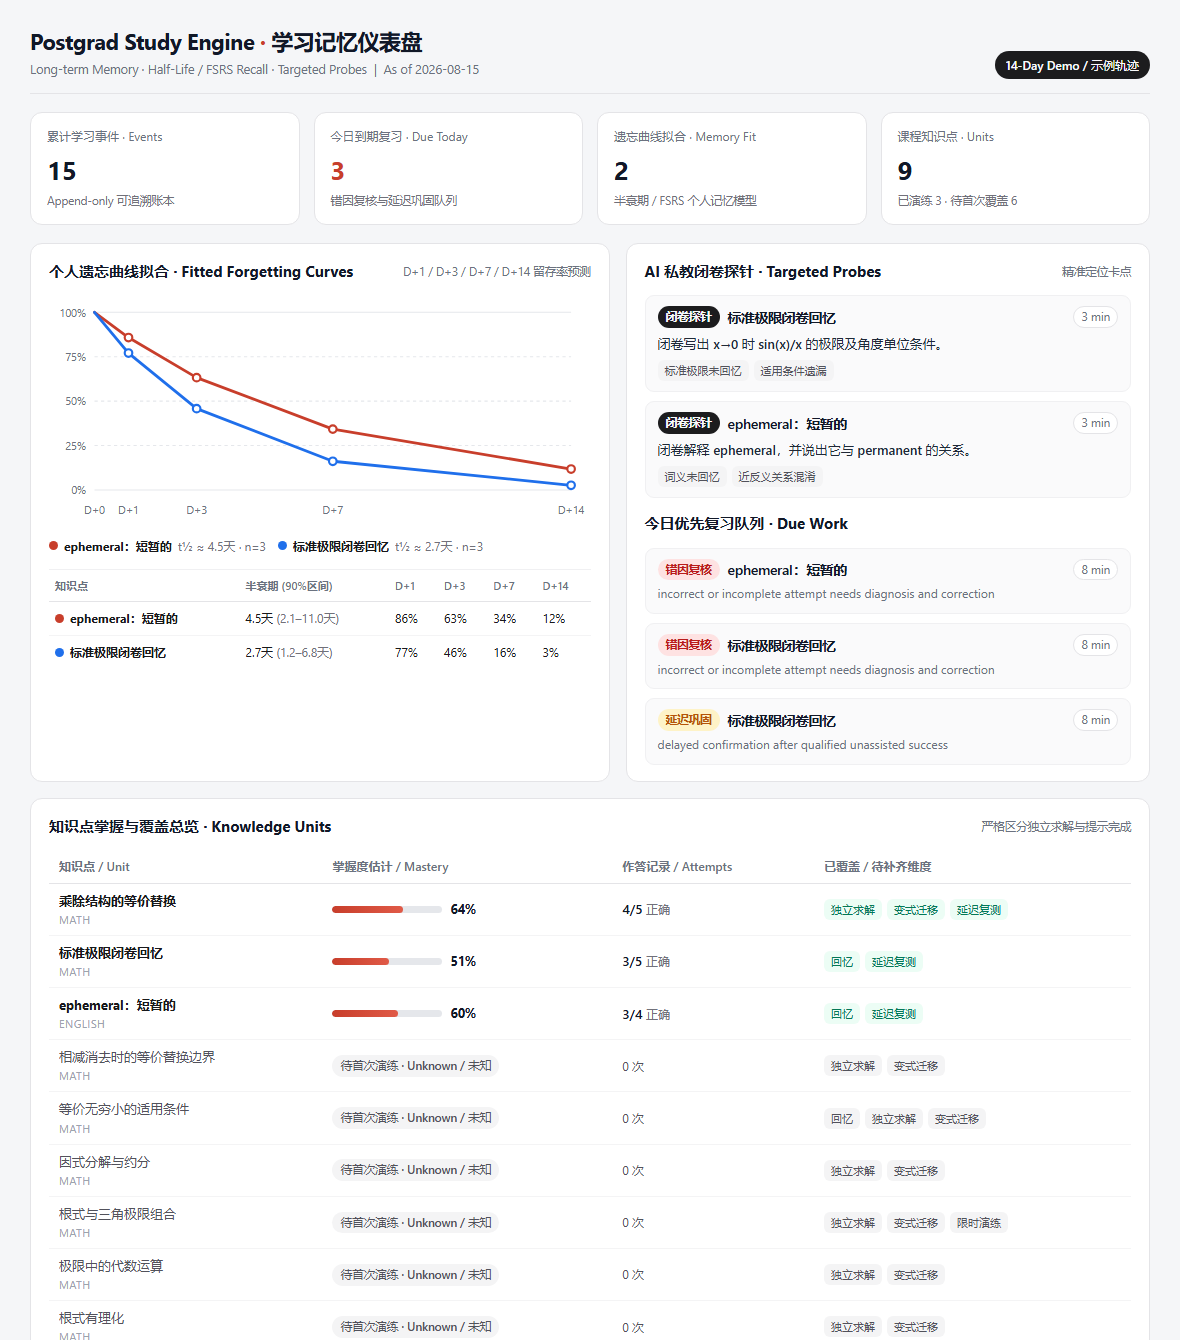 Postgrad Study Engine · 学习记忆仪表盘
Long-term Memory · Half-Life / FSRS Recall · Targeted Probes | As of 2026-08-15
14-Day Demo / 示例轨迹
累计学习事件 · Events
15
Append-only 可追溯账本
今日到期复习 · Due Today
3
错因复核与延迟巩固队列
遗忘曲线拟合 · Memory Fit
2
半衰期 / FSRS 个人记忆模型
课程知识点 · Units
9
已演练 3 · 待首次覆盖 6
个人遗忘曲线拟合 · Fitted Forgetting Curves
D+1 / D+3 / D+7 / D+14 留存率预测
100%
75%
50%
25%
0%
D+0 D+1 D+3 D+7 D+14
ephemeral：短暂的 t½ ≈ 4.5天 · n=3 标准极限闭卷回忆 t½ ≈ 2.7天 · n=3
知识点 半衰期 (90%区间) D+1 D+3 D+7 D+14
ephemeral：短暂的 4.5天 (2.1–11.0天) 86% 63% 34% 12%
标准极限闭卷回忆 2.7天 (1.2–6.8天) 77% 46% 16% 3%
AI 私教闭卷探针 · Targeted Probes
精准定位卡点
闭卷探针 标准极限闭卷回忆 3 min
闭卷写出 x→0 时 sin(x)/x 的极限及角度单位条件。
标准极限未回忆 适用条件遗漏
闭卷探针 ephemeral：短暂的 3 min
闭卷解释 ephemeral，并说出它与 permanent 的关系。
词义未回忆 近反义关系混淆
今日优先复习队列 · Due Work
错因复核 ephemeral：短暂的 8 min
incorrect or incomplete attempt needs diagnosis and correction
错因复核 标准极限闭卷回忆 8 min
incorrect or incomplete attempt needs diagnosis and correction
延迟巩固 标准极限闭卷回忆 8 min
delayed confirmation after qualified unassisted success
知识点掌握与覆盖总览 · Knowledge Units
严格区分独立求解与提示完成
知识点 / Unit 掌握度估计 / Mastery 作答记录 / Attempts 已覆盖 / 待补齐维度
乘除结构的等价替换
MATH
64% 4/5 正确 独立求解 变式迁移 延迟复测
标准极限闭卷回忆
MATH
51% 3/5 正确 回忆 延迟复测
ephemeral：短暂的
ENGLISH
60% 3/4 正确 回忆 延迟复测
相减消去时的等价替换边界
MATH
待首次演练 · Unknown / 未知 0 次 独立求解 变式迁移
等价无穷小的适用条件
MATH
待首次演练 · Unknown / 未知 0 次 回忆 独立求解 变式迁移
因式分解与约分
MATH
待首次演练 · Unknown / 未知 0 次 独立求解 变式迁移
根式与三角极限组合
MATH
待首次演练 · Unknown / 未知 0 次 独立求解 变式迁移 限时演练
极限中的代数运算
MATH
待首次演练 · Unknown / 未知 0 次 独立求解 变式迁移
根式有理化
MATH
待首次演练 · Unknown / 未知 0 次 独立求解 变式迁移